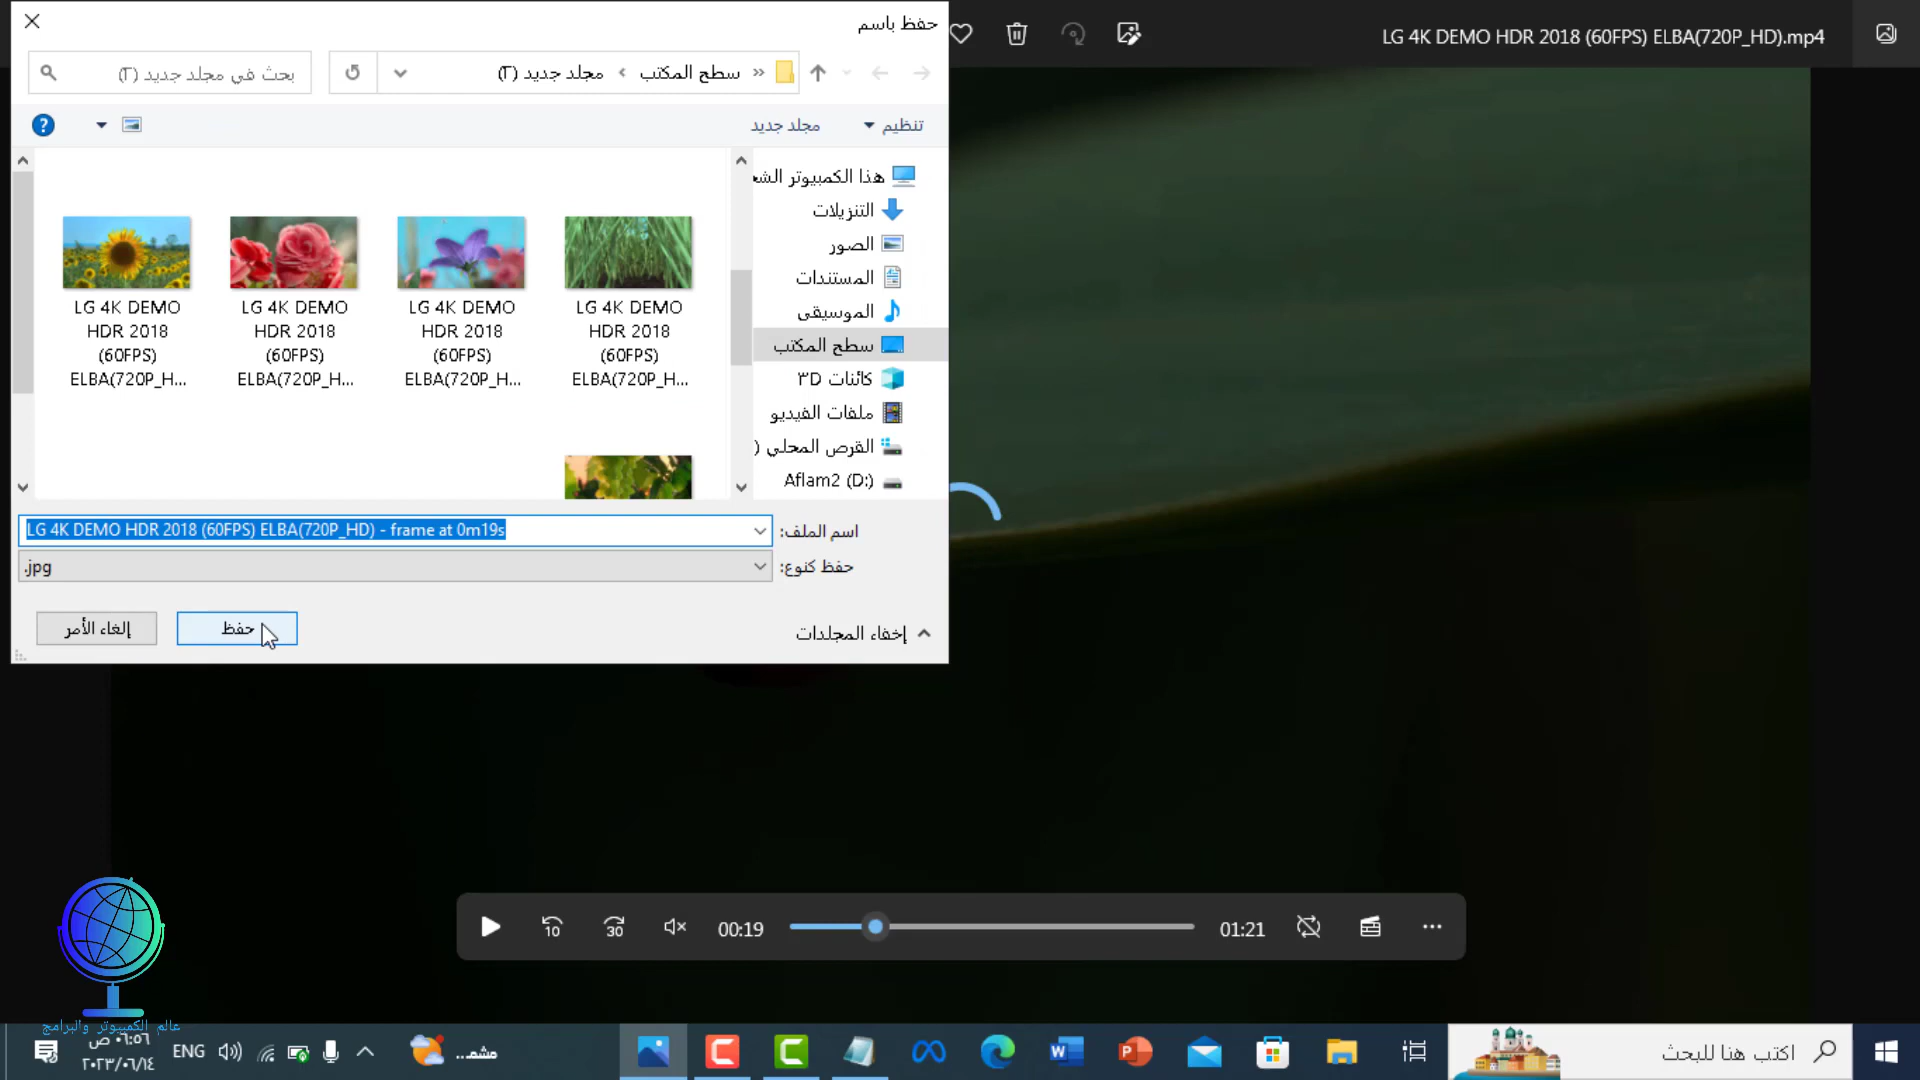 حفظ باسم
LG 4K DEMO HDR 2018 (60FPS) ELBA(720P_HD).mp4
سطح المكتب
مجلد جديد (٢)
بحث في مجلد جديد (٢)
تنظيم
مجلد جديد
هذا الكمبيوتر الشخ
التنزيلات
الصور
المستندات
الموسيقى
سطح المكتب
كائنات ٣D
ملفات الفيديو
القرص المحلي (
Aflam2 (D:)
LG 4K DEMO
HDR 2018
(60FPS)
ELBA(720P_H...
LG 4K DEMO
HDR 2018
(60FPS)
ELBA(720P_H...
LG 4K DEMO
HDR 2018
(60FPS)
ELBA(720P_H...
LG 4K DEMO
HDR 2018
(60FPS)
ELBA(720P_H...
اسم الملف:
LG 4K DEMO HDR 2018 (60FPS) ELBA(720P_HD) - frame at 0m19s
حفظ كنوع:
.jpg
إخفاء المجلدات
حفظ
إلغاء الأمر
10
30
00:19
01:21
عالم الكمبيوتر والبرامج
اكتب هنا للبحث
مشمـ...
ENG
٠٦:٥٦ ص
٢٠٢٣/٠٦/١٤